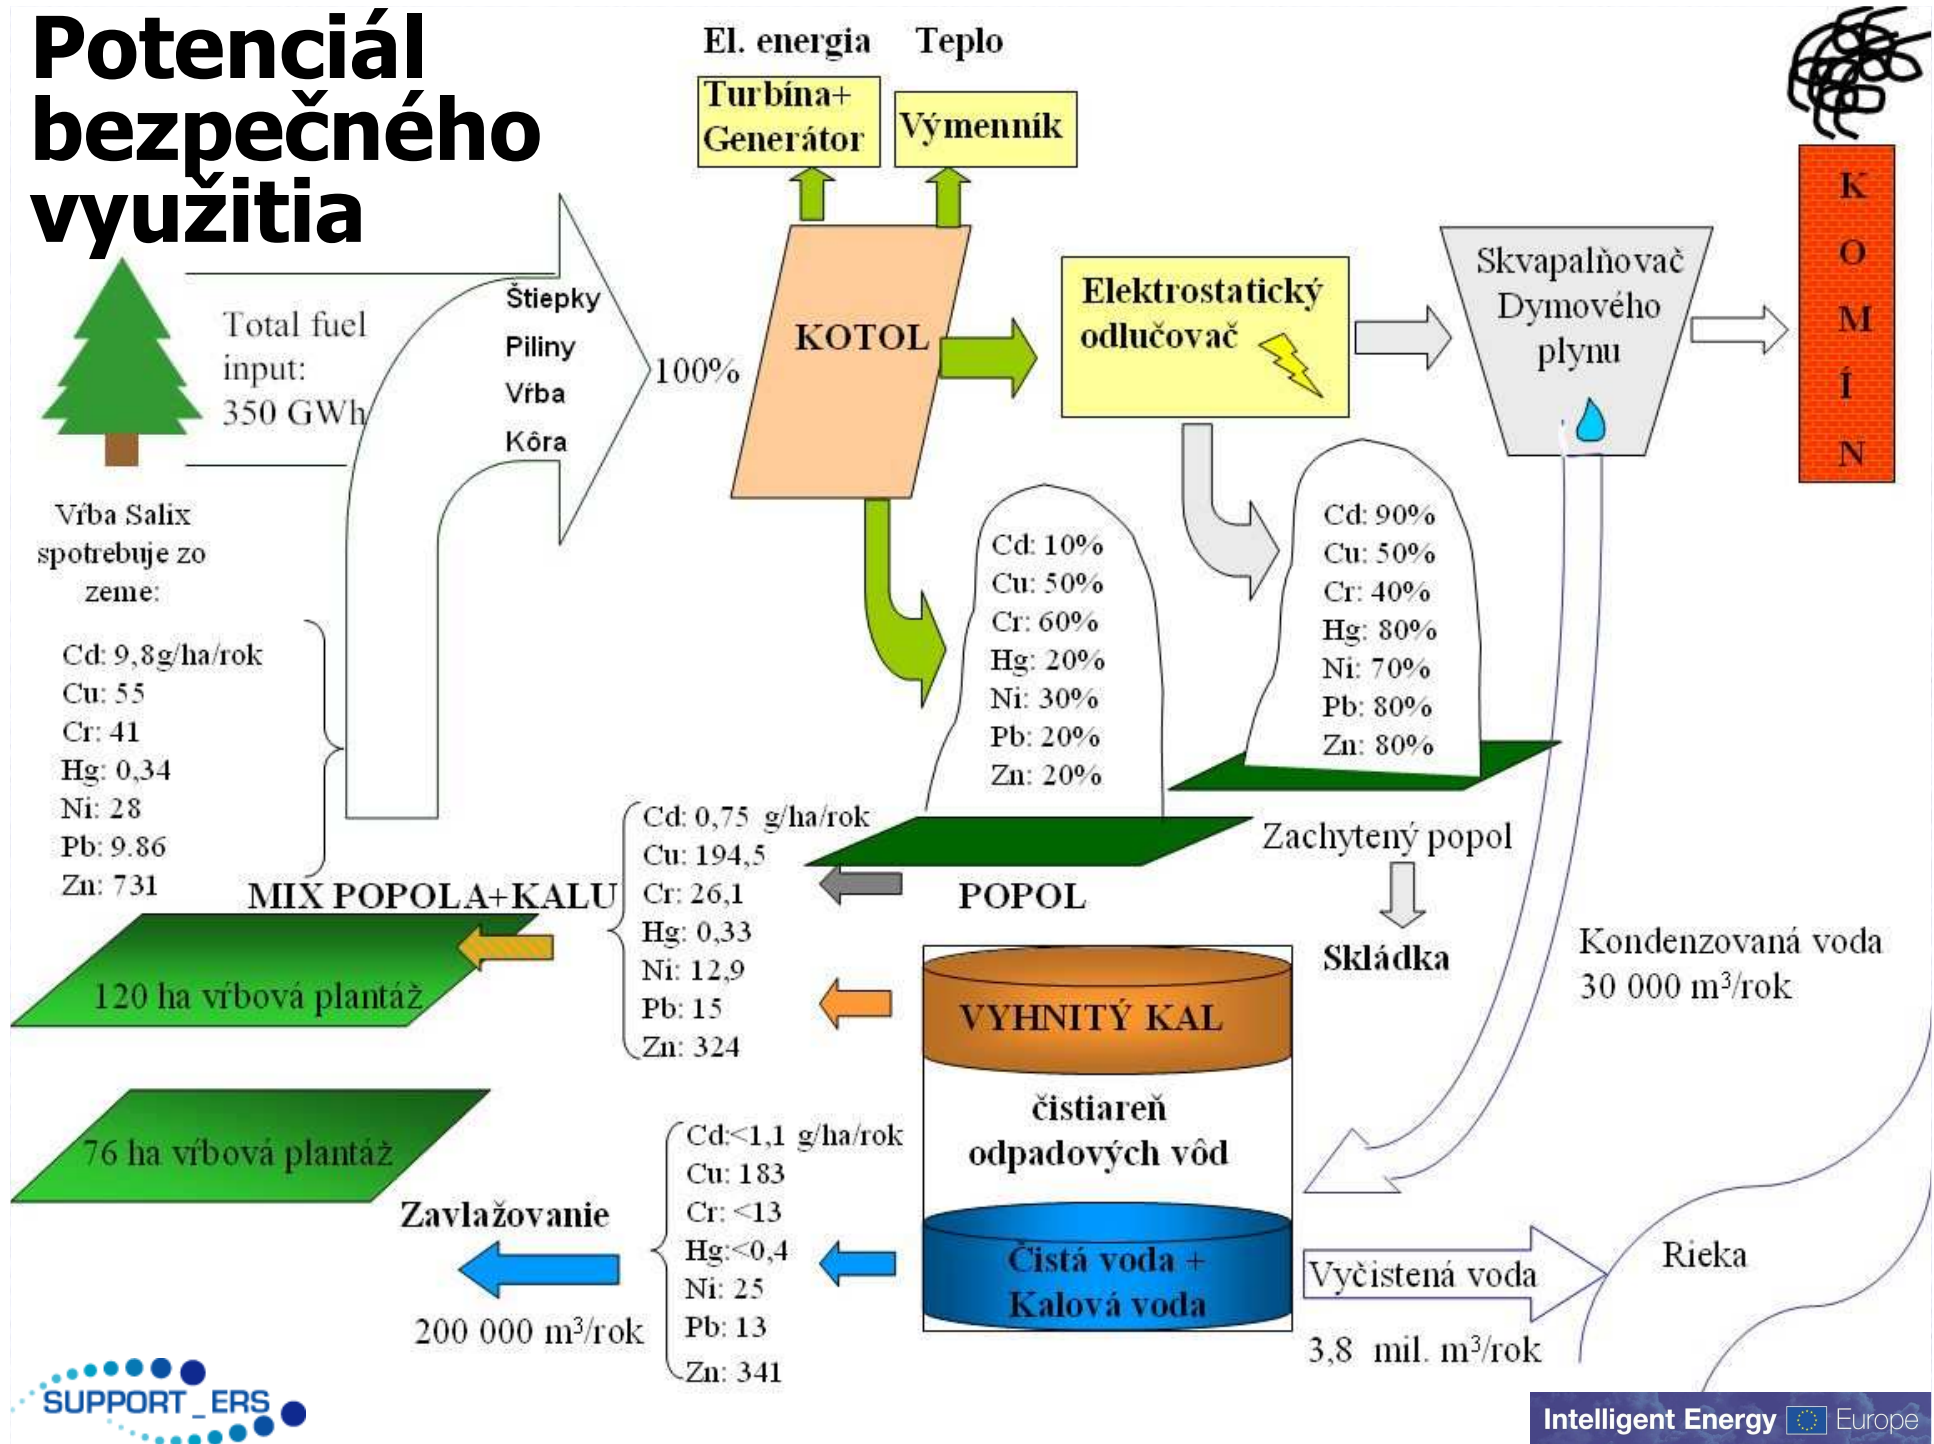 Potenciál
bezpečného
využitia
El. energia
Teplo
Turbína+
Generátor
Výmenník
K
O
M
Í
N
Total fuel
input:
350 GWh
Štiepky
Piliny
Vŕba
Kôra
100%
KOTOL
Elektrostatický
odlučovač
Skvapalňovač
Dymového
plynu
Vŕba Salix
spotrebuje zo
zeme:
Cd: 9,8g/ha/rok
Cu: 55
Cr: 41
Hg: 0,34
Ni: 28
Pb: 9.86
Zn: 731
Cd: 10%
Cu: 50%
Cr: 60%
Hg: 20%
Ni: 30%
Pb: 20%
Zn: 20%
Cd: 90%
Cu: 50%
Cr: 40%
Hg: 80%
Ni: 70%
Pb: 80%
Zn: 80%
Zachytený popol
Skládka
POPOL
MIX POPOLA+KALU
Cd: 0,75 g/ha/rok
Cu: 194,5
Cr: 26,1
Hg: 0,33
Ni: 12,9
Pb: 15
Zn: 324
120 ha vŕbová plantáž
VYHNITÝ KAL
Kondenzovaná voda
30 000 m³/rok
čistiareň
odpadových vôd
76 ha vŕbová plantáž
Zavlažovanie
200 000 m³/rok
Cd:<1,1 g/ha/rok
Cu: 183
Cr: <13
Hg:<0,4
Ni: 25
Pb: 13
Zn: 341
Čistá voda +
Kalová voda
Vyčistená voda
3,8 mil. m³/rok
Rieka
SUPPORT_ERS
Intelligent Energy Europe